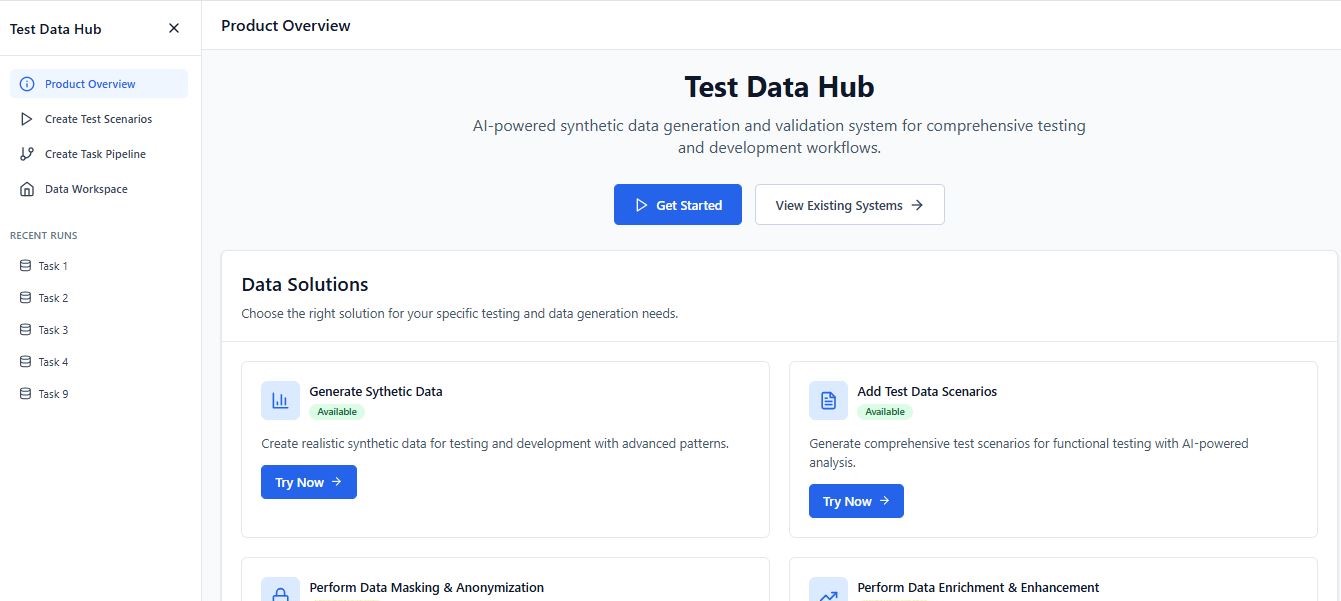 Test Data Hub
Product Overview
Product Overview
Create Test Scenarios
Create Task Pipeline
Data Workspace
RECENT RUNS
Task 1
Task 2
Task 3
Task 4
Task 9
Test Data Hub
AI-powered synthetic data generation and validation system for comprehensive testing
and development workflows.
Get Started
View Existing Systems
Data Solutions
Choose the right solution for your specific testing and data generation needs.
Generate Sythetic Data
Available
Create realistic synthetic data for testing and development with advanced patterns.
Try Now
Add Test Data Scenarios
Available
Generate comprehensive test scenarios for functional testing with AI-powered
analysis.
Try Now
Perform Data Masking & Anonymization
Perform Data Enrichment & Enhancement